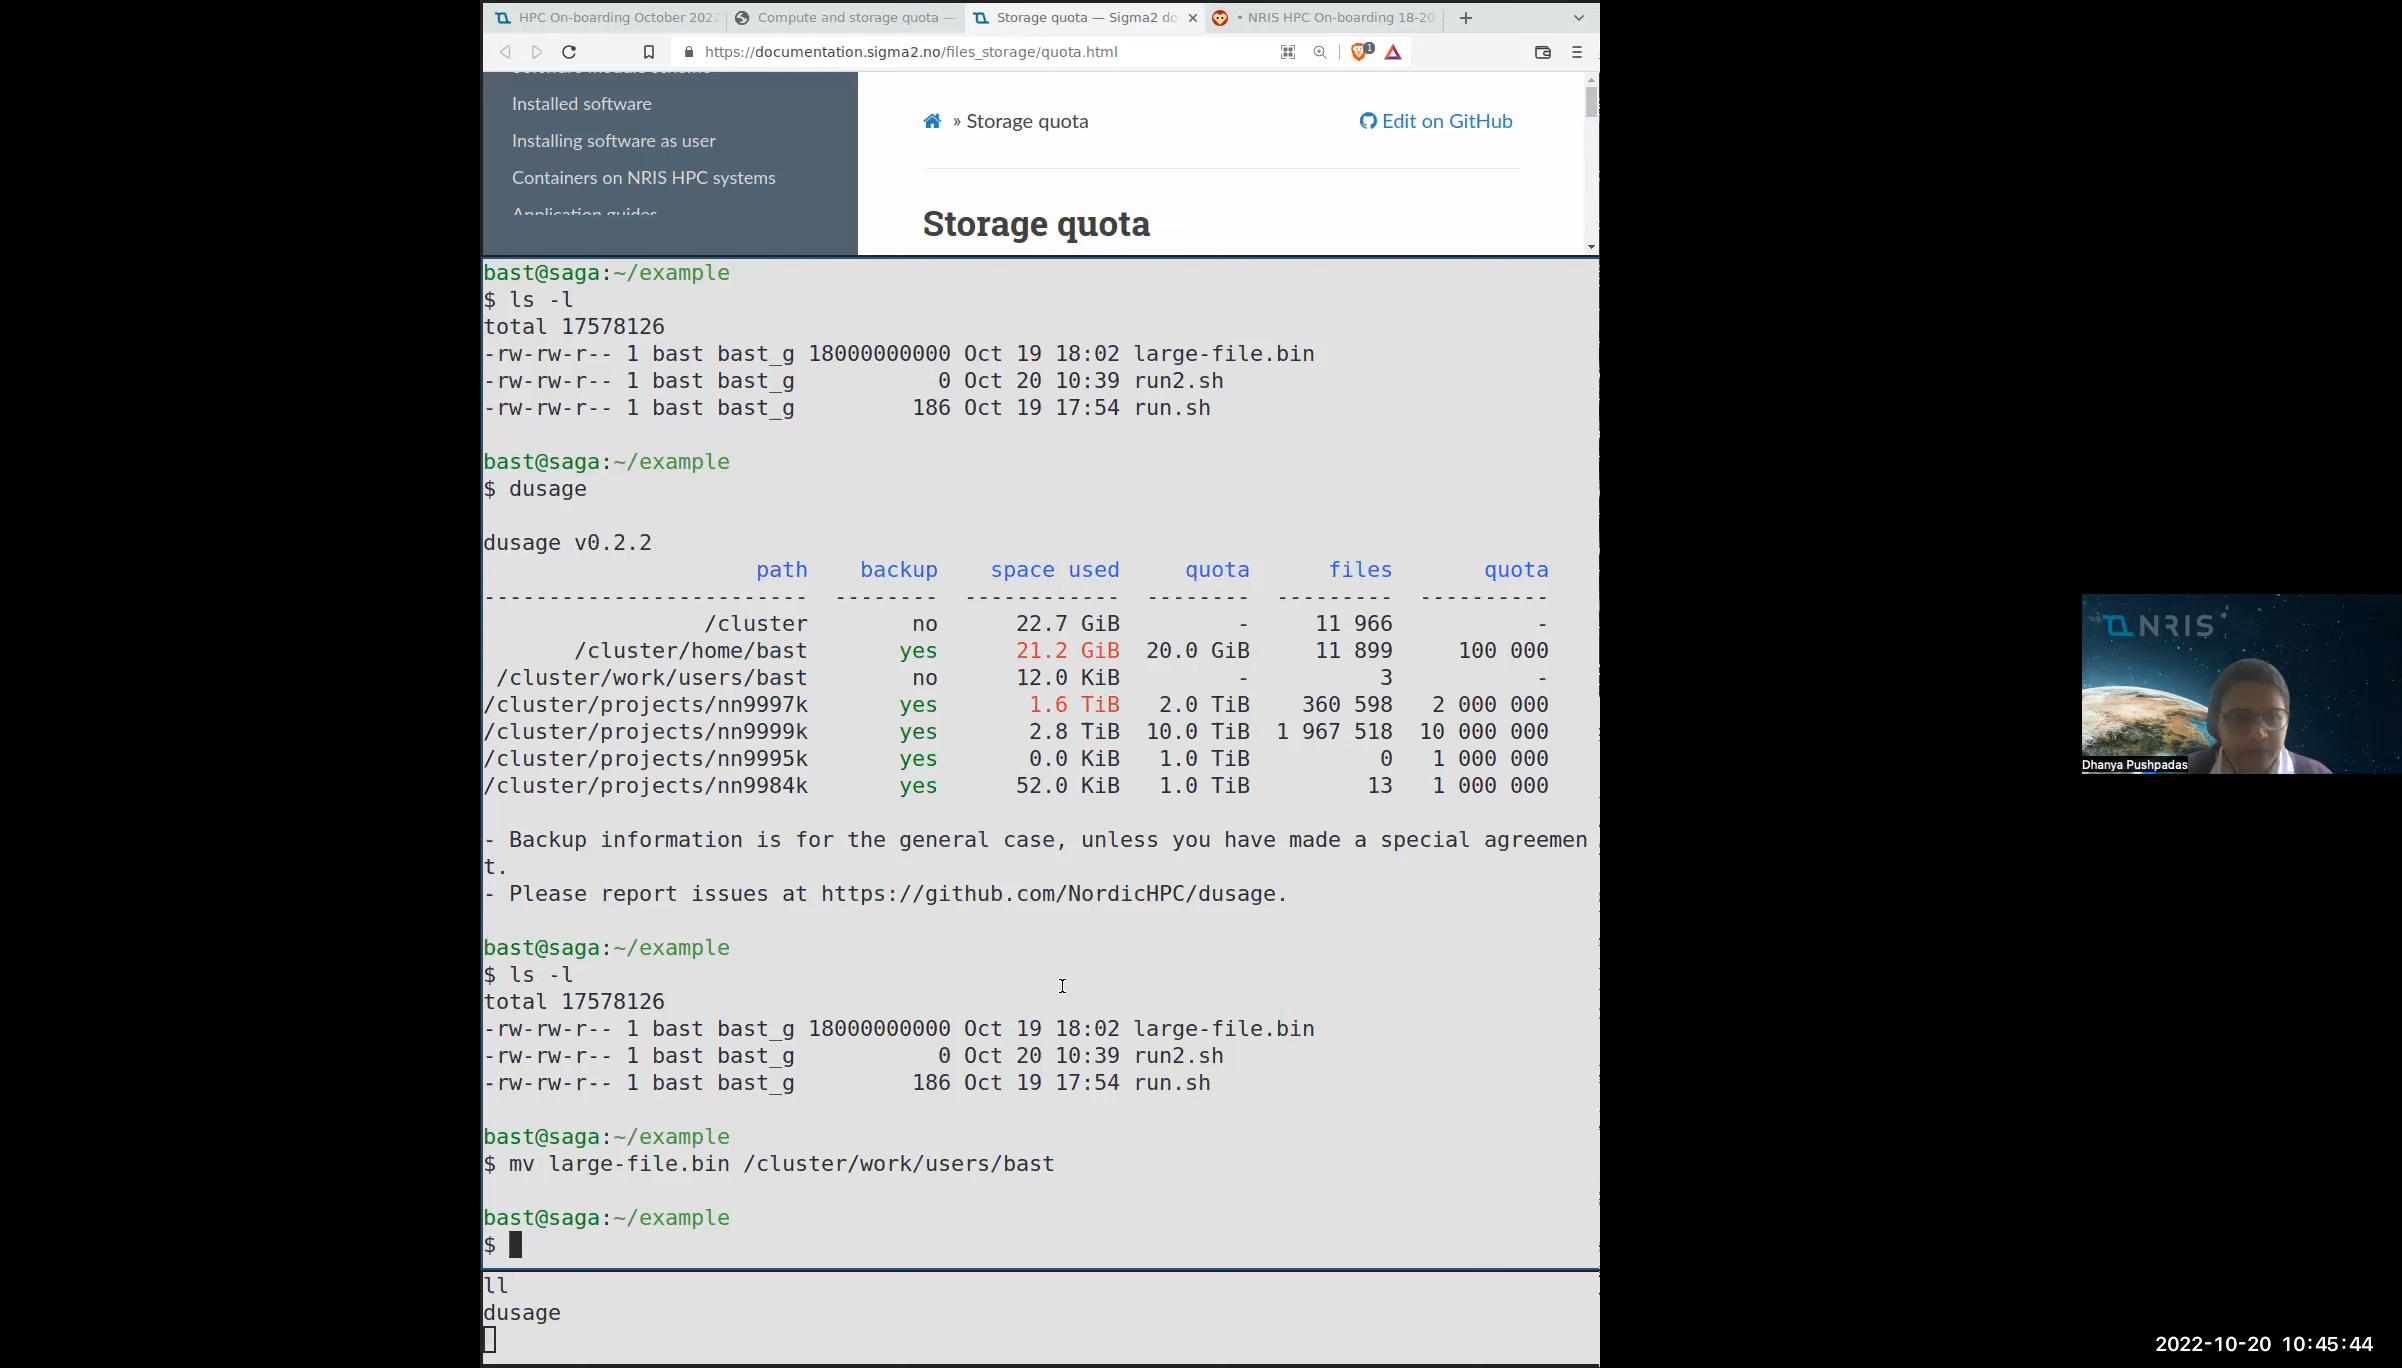 HPC On-boarding October 202
Compute and storage quota —
Storage quota — Sigma2 do
• NRIS HPC On-boarding 18-20
https://documentation.sigma2.no/files_storage/quota.html
1
Installed software
Installing software as user
Containers on NRIS HPC systems
Application guides
» Storage quota
Edit on GitHub
Storage quota
bast@saga:~/example
$ ls -l
total 17578126
-rw-rw-r-- 1 bast bast_g 18000000000 Oct 19 18:02 large-file.bin
-rw-rw-r-- 1 bast bast_g           0 Oct 20 10:39 run2.sh
-rw-rw-r-- 1 bast bast_g         186 Oct 19 17:54 run.sh
bast@saga:~/example
$ dusage
dusage v0.2.2
path   backup    space used     quota      files       quota
-------------------------  --------  ------------  --------  ---------  ----------
/cluster        no      22.7 GiB         -     11 966           -
/cluster/home/bast       yes      21.2 GiB  20.0 GiB     11 899     100 000
/cluster/work/users/bast        no      12.0 KiB         -          3           -
/cluster/projects/nn9997k       yes       1.6 TiB   2.0 TiB    360 598   2 000 000
/cluster/projects/nn9999k       yes       2.8 TiB  10.0 TiB  1 967 518  10 000 000
/cluster/projects/nn9995k       yes       0.0 KiB   1.0 TiB          0   1 000 000
/cluster/projects/nn9984k       yes      52.0 KiB   1.0 TiB         13   1 000 000
- Backup information is for the general case, unless you have made a special agreemen
t.
- Please report issues at https://github.com/NordicHPC/dusage.
bast@saga:~/example
$ ls -l
total 17578126
-rw-rw-r-- 1 bast bast_g 18000000000 Oct 19 18:02 large-file.bin
-rw-rw-r-- 1 bast bast_g           0 Oct 20 10:39 run2.sh
-rw-rw-r-- 1 bast bast_g         186 Oct 19 17:54 run.sh
bast@saga:~/example
$ mv large-file.bin /cluster/work/users/bast
bast@saga:~/example
$
ll
dusage
NRIS
Dhanya Pushpadas
2022-10-20 10:45:44